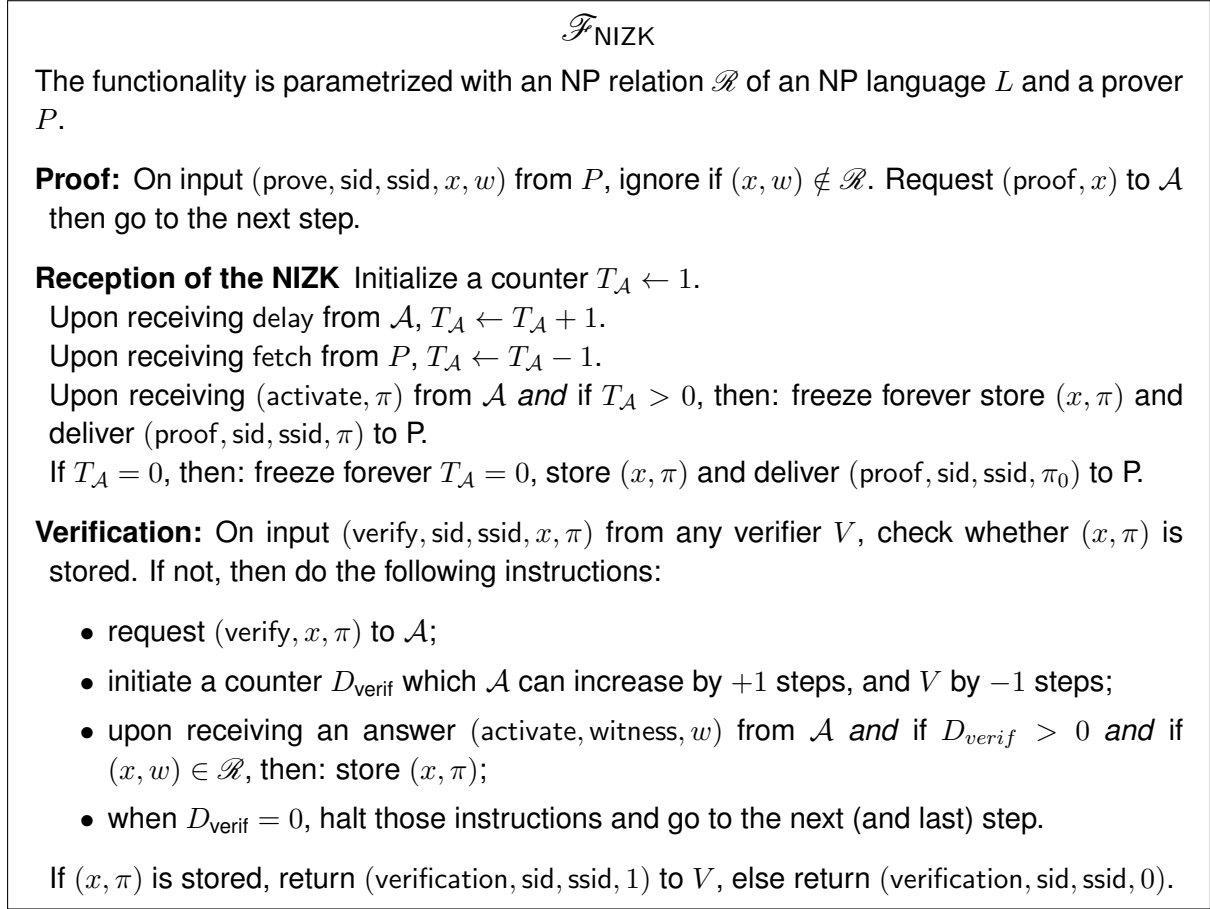 ℱ_NIZK
The functionality is parametrized with an NP relation ℛ of an NP language L and a prover
P.
Proof: On input (prove, sid, ssid, x, w) from P, ignore if (x, w) ∉ ℛ. Request (proof, x) to 𝒜
then go to the next step.
Reception of the NIZK Initialize a counter T_𝒜 ← 1.
Upon receiving delay from 𝒜, T_𝒜 ← T_𝒜 + 1.
Upon receiving fetch from P, T_𝒜 ← T_𝒜 − 1.
Upon receiving (activate, π) from 𝒜 and if T_𝒜 > 0, then: freeze forever store (x, π) and
deliver (proof, sid, ssid, π) to P.
If T_𝒜 = 0, then: freeze forever T_𝒜 = 0, store (x, π) and deliver (proof, sid, ssid, π_0) to P.
Verification: On input (verify, sid, ssid, x, π) from any verifier V, check whether (x, π) is
stored. If not, then do the following instructions:
• request (verify, x, π) to 𝒜;
• initiate a counter D_verif which 𝒜 can increase by +1 steps, and V by −1 steps;
• upon receiving an answer (activate, witness, w) from 𝒜 and if D_verif > 0 and if
(x, w) ∈ ℛ, then: store (x, π);
• when D_verif = 0, halt those instructions and go to the next (and last) step.
If (x, π) is stored, return (verification, sid, ssid, 1) to V, else return (verification, sid, ssid, 0).